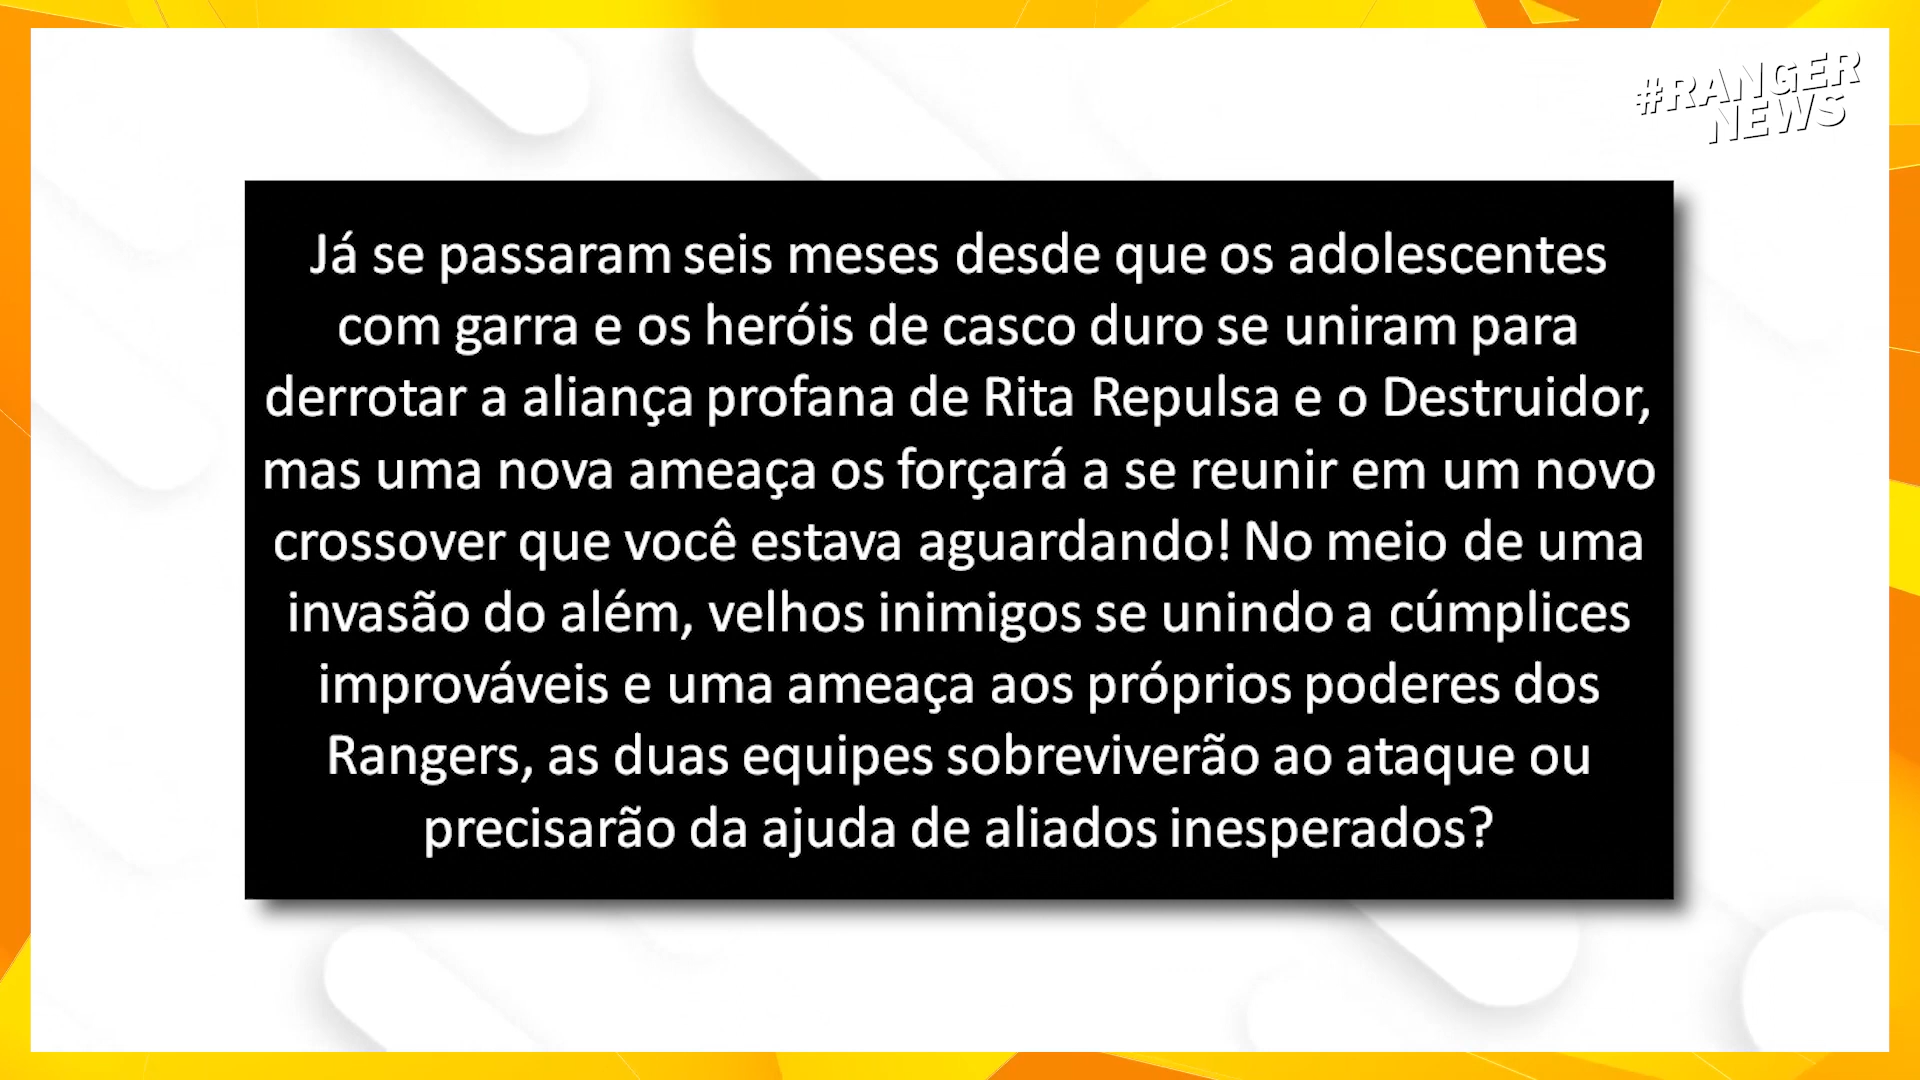 #RANGER
NEWS
Já se passaram seis meses desde que os adolescentes
com garra e os heróis de casco duro se uniram para
derrotar a aliança profana de Rita Repulsa e o Destruidor,
mas uma nova ameaça os forçará a se reunir em um novo
crossover que você estava aguardando! No meio de uma
invasão do além, velhos inimigos se unindo a cúmplices
improváveis e uma ameaça aos próprios poderes dos
Rangers, as duas equipes sobreviverão ao ataque ou
precisarão da ajuda de aliados inesperados?